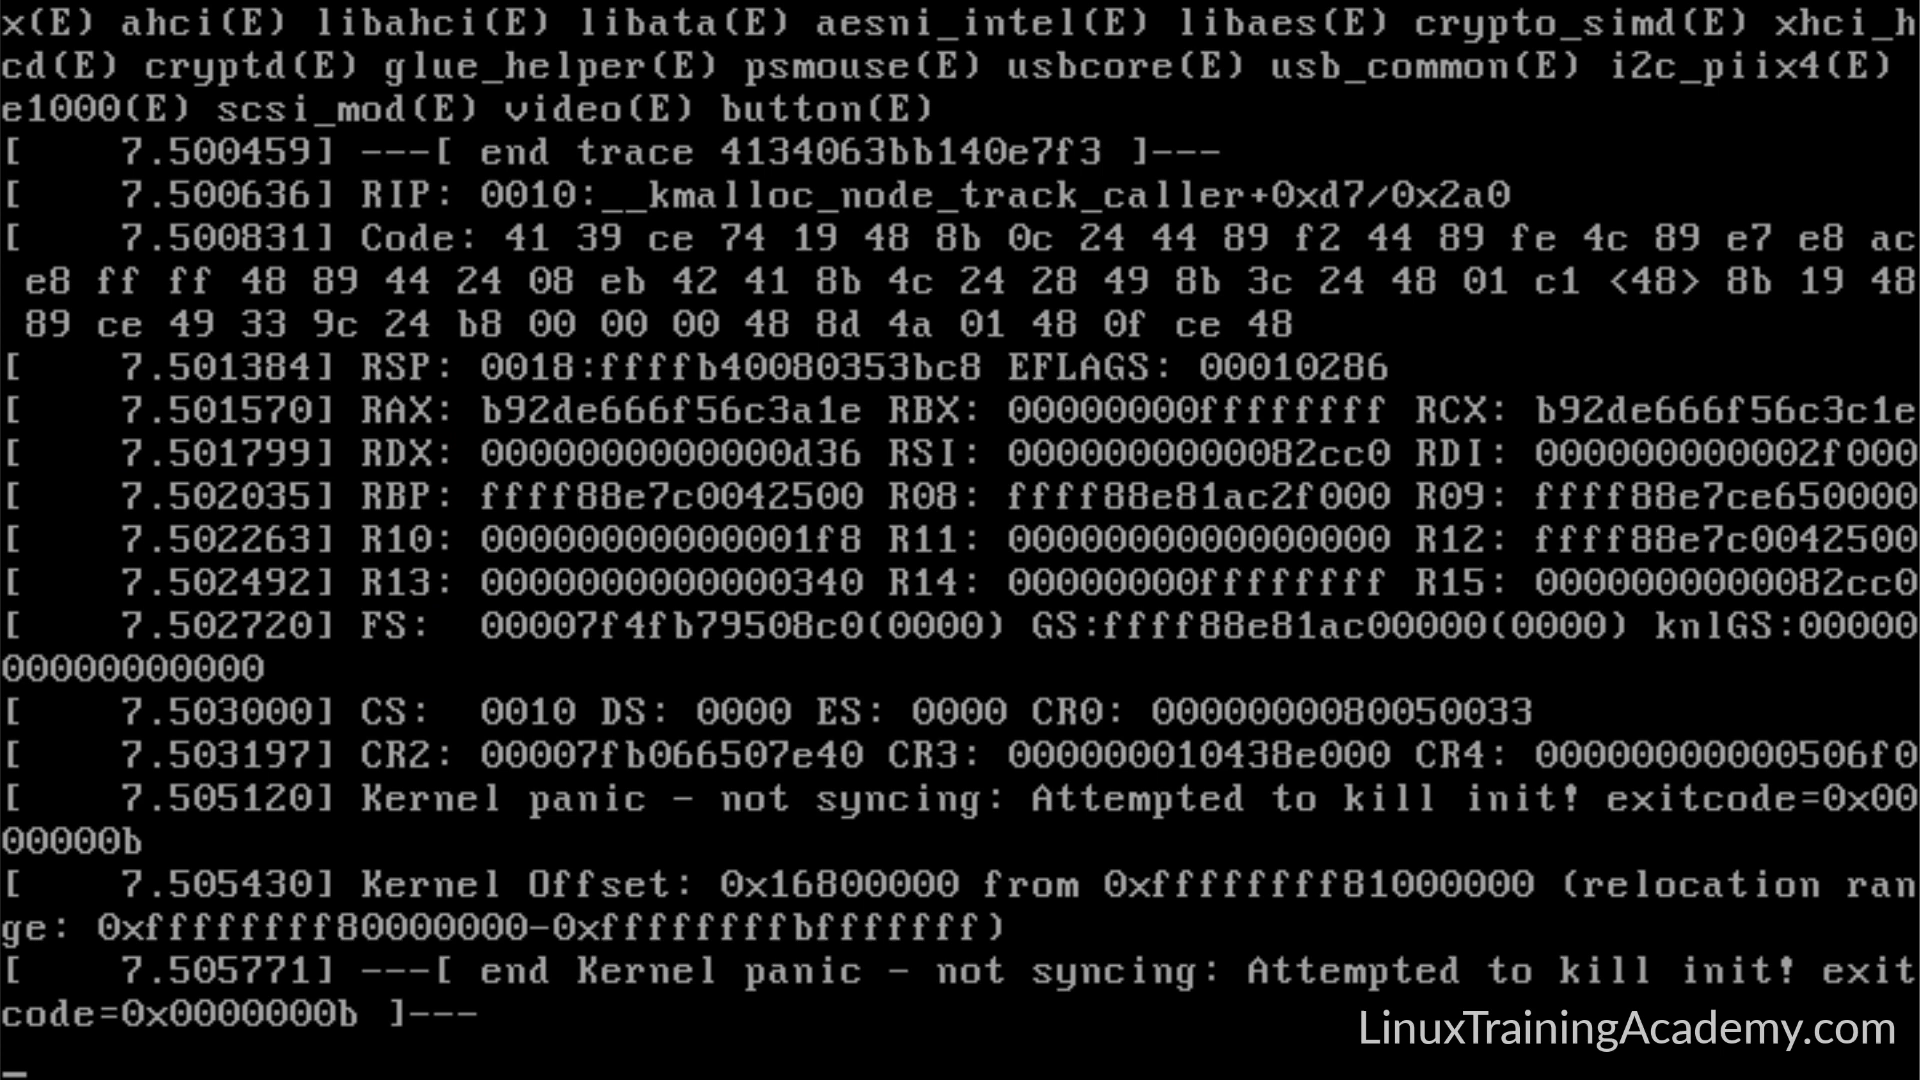 x(E) ahci(E) libahci(E) libata(E) aesni_intel(E) libaes(E) crypto_simd(E) xhci_h
cd(E) cryptd(E) glue_helper(E) psmouse(E) usbcore(E) usb_common(E) i2c_piix4(E)
e1000(E) scsi_mod(E) video(E) button(E)
[    7.500459] ---[ end trace 4134063bb140e7f3 ]---
[    7.500636] RIP: 0010:__kmalloc_node_track_caller+0xd7/0x2a0
[    7.500831] Code: 41 39 ce 74 19 48 8b 0c 24 44 89 f2 44 89 fe 4c 89 e7 e8 ac
 e8 ff ff 48 89 44 24 08 eb 42 41 8b 4c 24 28 49 8b 3c 24 48 01 c1 <48> 8b 19 48
 89 ce 49 33 9c 24 b8 00 00 00 48 8d 4a 01 48 0f ce 48
[    7.501384] RSP: 0018:ffffb40080353bc8 EFLAGS: 00010286
[    7.501570] RAX: b92de666f56c3a1e RBX: 00000000ffffffff RCX: b92de666f56c3c1e
[    7.501799] RDX: 0000000000000d36 RSI: 0000000000082cc0 RDI: 000000000002f000
[    7.502035] RBP: ffff88e7c0042500 R08: ffff88e81ac2f000 R09: ffff88e7ce650000
[    7.502263] R10: 00000000000001f8 R11: 0000000000000000 R12: ffff88e7c0042500
[    7.502492] R13: 0000000000000340 R14: 00000000ffffffff R15: 0000000000082cc0
[    7.502720] FS:  00007f4fb79508c0(0000) GS:ffff88e81ac00000(0000) knlGS:00000
00000000000
[    7.503000] CS:  0010 DS: 0000 ES: 0000 CR0: 0000000080050033
[    7.503197] CR2: 00007fb066507e40 CR3: 000000010438e000 CR4: 00000000000506f0
[    7.505120] Kernel panic - not syncing: Attempted to kill init! exitcode=0x00
00000b
[    7.505430] Kernel Offset: 0x16800000 from 0xffffffff81000000 (relocation ran
ge: 0xffffffff80000000-0xffffffffbfffffff)
[    7.505771] ---[ end Kernel panic - not syncing: Attempted to kill init! exit
code=0x0000000b ]---
LinuxTrainingAcademy.com